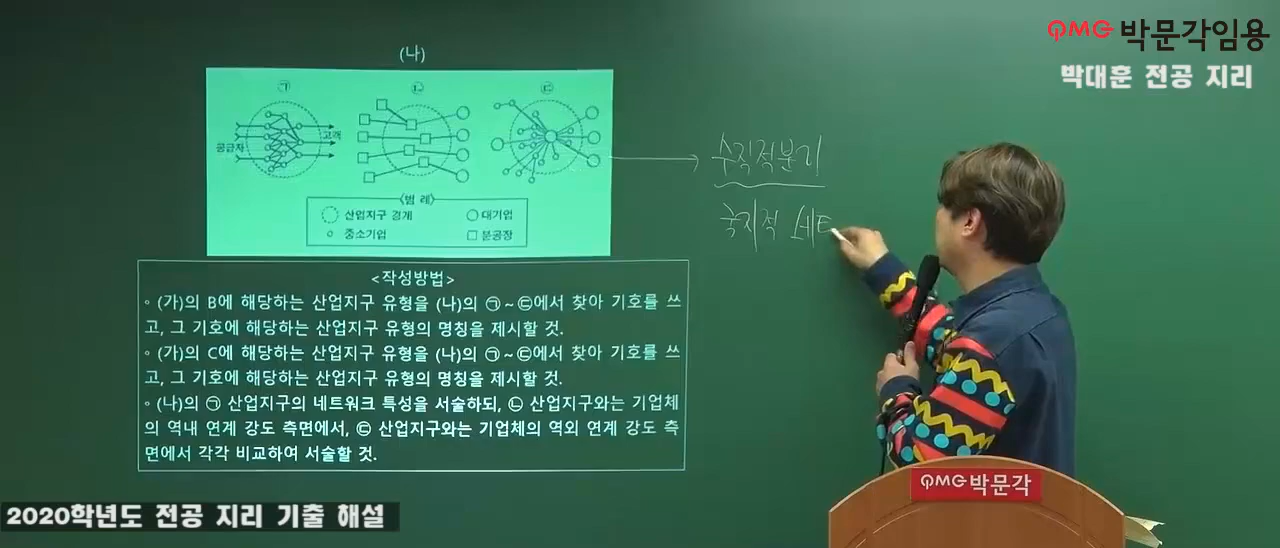 PMG 박문각임용
박대훈 전공 지리
(나)
㉠ ㉡ ㉢
공급자
고객
<범 례>
산업지구 경계
대기업
중소기업
분공장
수직적분기
국지적 네트
<작성방법>
◦ (가)의 B에 해당하는 산업지구 유형을 (나)의 ㉠~㉢에서 찾아 기호를 쓰
고, 그 기호에 해당하는 산업지구 유형의 명칭을 제시할 것.
◦ (가)의 C에 해당하는 산업지구 유형을 (나)의 ㉠~㉢에서 찾아 기호를 쓰
고, 그 기호에 해당하는 산업지구 유형의 명칭을 제시할 것.
◦ (나)의 ㉠ 산업지구의 네트워크 특성을 서술하되, ㉡ 산업지구와는 기업체
의 역내 연계 강도 측면에서, ㉢ 산업지구와는 기업체의 역외 연계 강도 측
면에서 각각 비교하여 서술할 것.
PMG 박문각
2020학년도 전공 지리 기출 해설